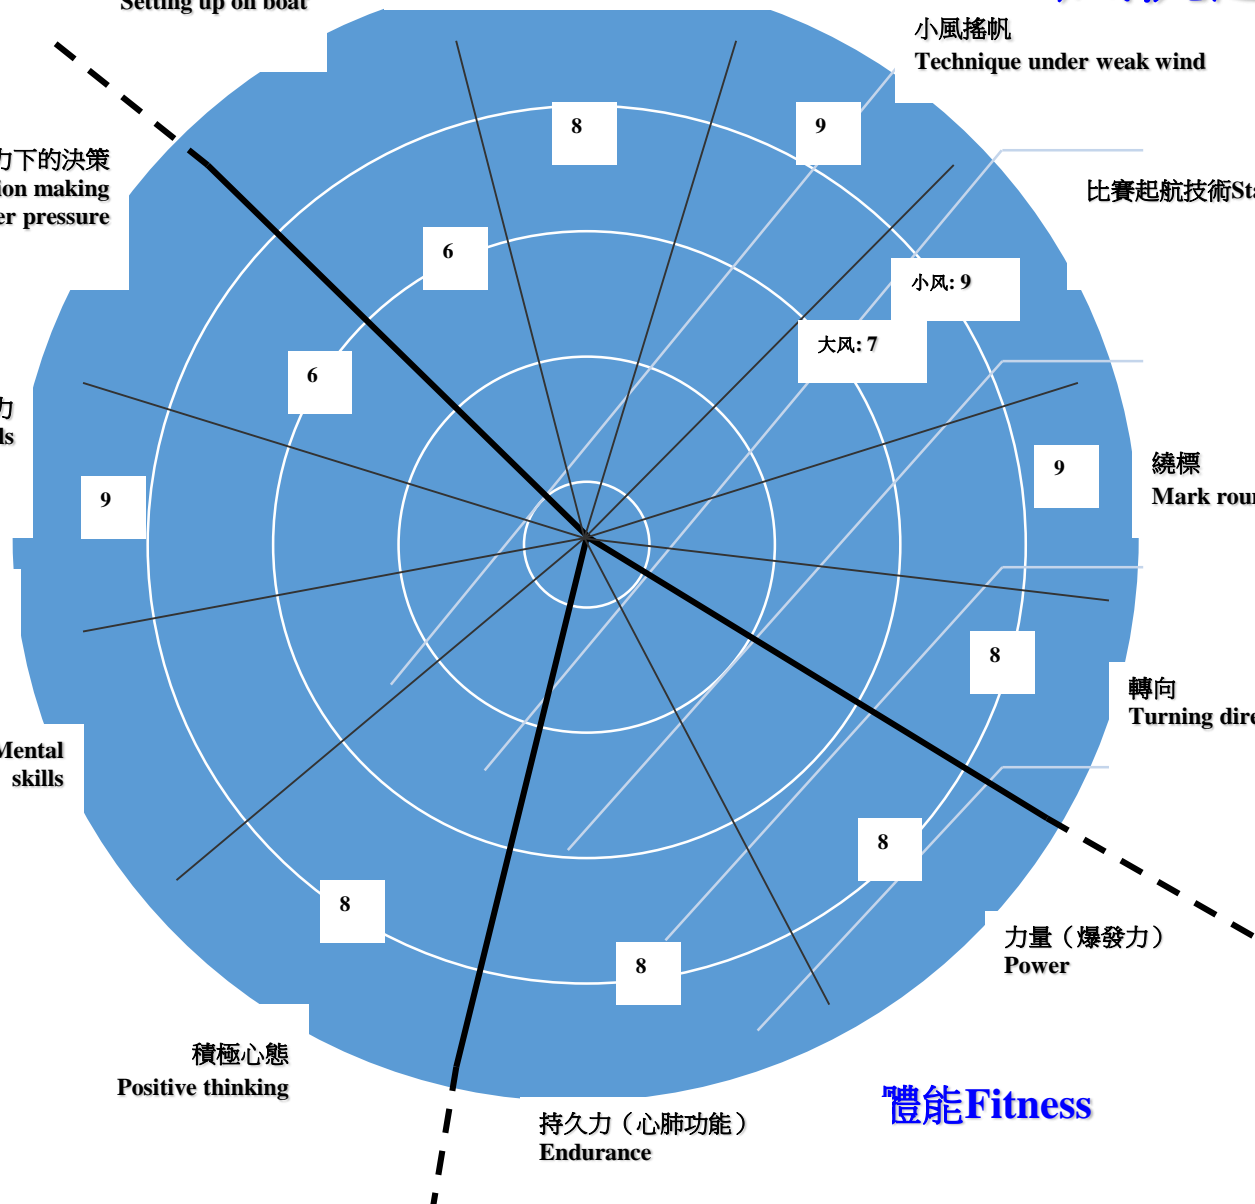 Setting up on boat
小風搖帆
Technique under weak wind
8
9
力下的決策
ion making
er pressure
比賽起航技術Sta
6
小风: 9
大风: 7
6
力
ls
9
繞標
Mark roun
9
8
轉向
Turning dire
Mental
skills
8
8
8
力量（爆發力）
Power
積極心態
Positive thinking
體能Fitness
持久力（心肺功能）
Endurance